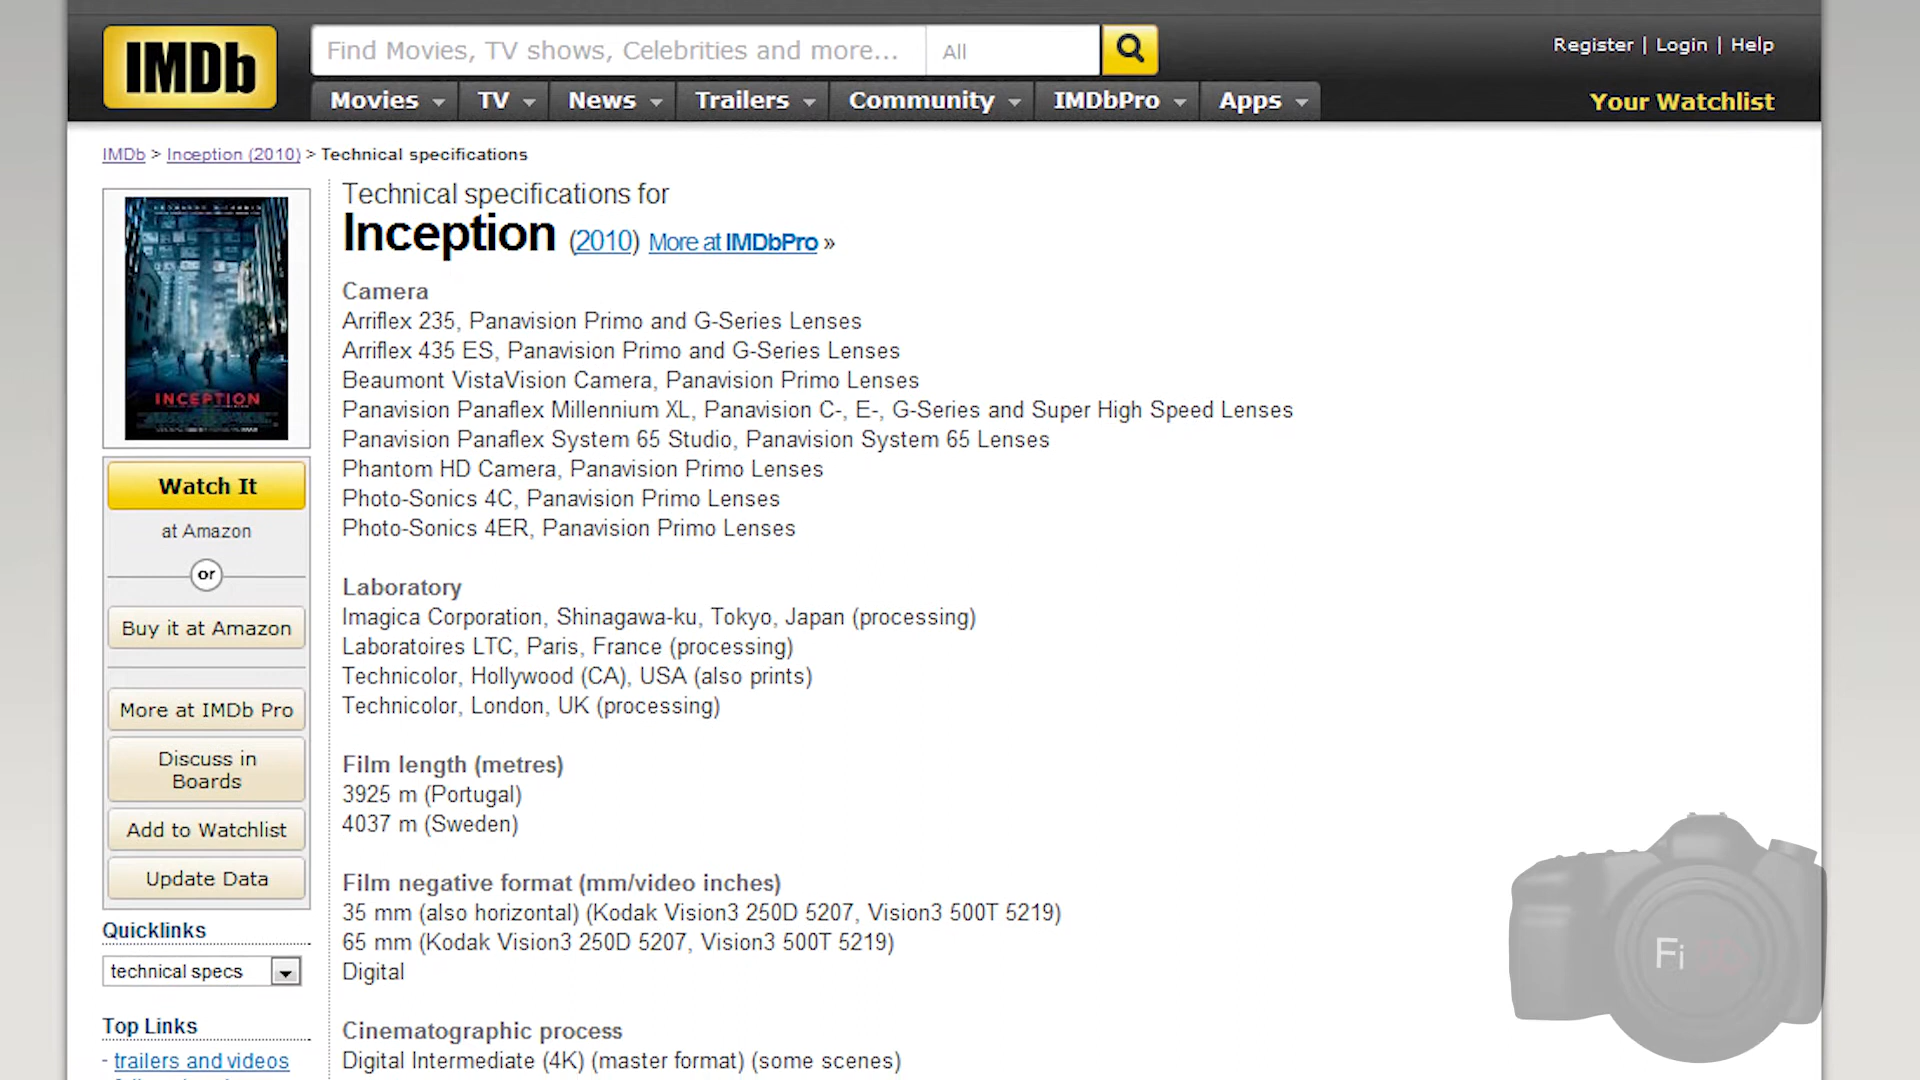 IMDb
Find Movies, TV shows, Celebrities and more...
All
Register | Login | Help
Movies
TV
News
Trailers
Community
IMDbPro
Apps
Your Watchlist
IMDb > Inception (2010) > Technical specifications
Technical specifications for
Inception (2010) More at IMDbPro »
INCEPTION
Camera
Arriflex 235, Panavision Primo and G-Series Lenses
Arriflex 435 ES, Panavision Primo and G-Series Lenses
Beaumont VistaVision Camera, Panavision Primo Lenses
Panavision Panaflex Millennium XL, Panavision C-, E-, G-Series and Super High Speed Lenses
Panavision Panaflex System 65 Studio, Panavision System 65 Lenses
Phantom HD Camera, Panavision Primo Lenses
Photo-Sonics 4C, Panavision Primo Lenses
Photo-Sonics 4ER, Panavision Primo Lenses
Laboratory
Imagica Corporation, Shinagawa-ku, Tokyo, Japan (processing)
Laboratoires LTC, Paris, France (processing)
Technicolor, Hollywood (CA), USA (also prints)
Technicolor, London, UK (processing)
Film length (metres)
3925 m (Portugal)
4037 m (Sweden)
Film negative format (mm/video inches)
35 mm (also horizontal) (Kodak Vision3 250D 5207, Vision3 500T 5219)
65 mm (Kodak Vision3 250D 5207, Vision3 500T 5219)
Digital
Cinematographic process
Digital Intermediate (4K) (master format) (some scenes)
Watch It
at Amazon
or
Buy it at Amazon
More at IMDb Pro
Discuss in
Boards
Add to Watchlist
Update Data
Quicklinks
technical specs
Top Links
- trailers and videos